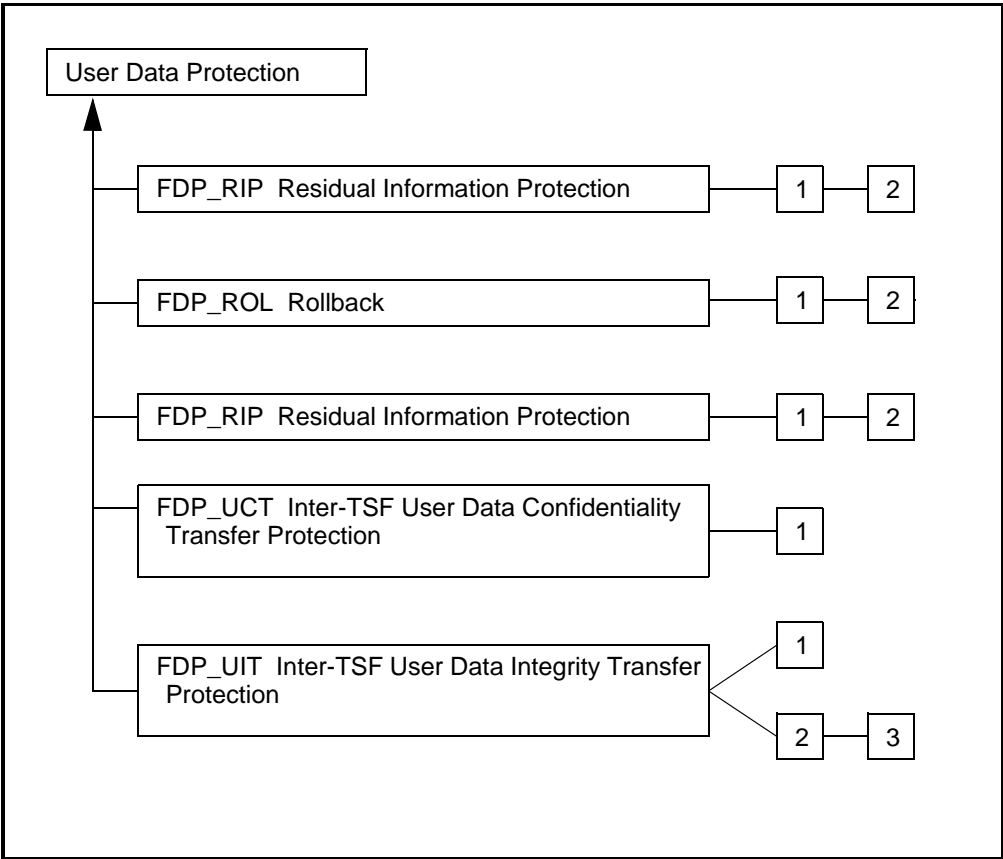 User Data Protection
FDP_RIP Residual Information Protection 1 2
FDP_ROL Rollback 1 2
FDP_RIP Residual Information Protection 1 2
FDP_UCT Inter-TSF User Data Confidentiality
Transfer Protection
1
1
FDP_UIT Inter-TSF User Data Integrity Transfer
Protection
2 3